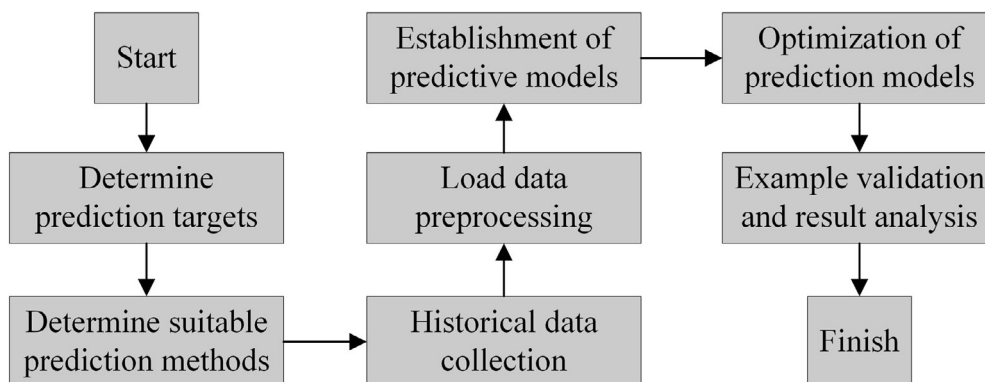 Start
Determine
prediction targets
Determine suitable
prediction methods
Historical data
collection
Load data
preprocessing
Establishment of
predictive models
Optimization of
prediction models
Example validation
and result analysis
Finish